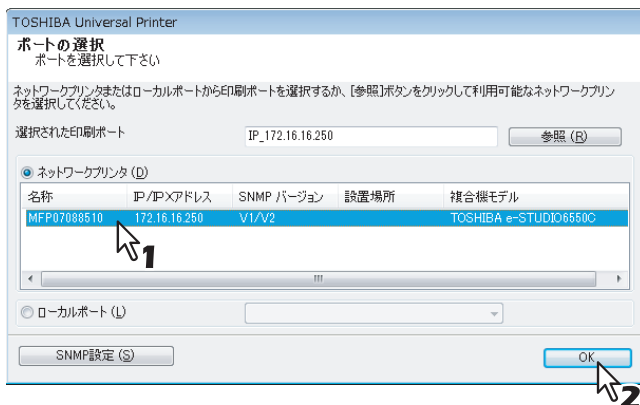 TOSHIBA Universal Printer
ポートの選択
ポートを選択して下さい
ネットワークプリンタまたはローカルポートから印刷ポートを選択するか、[参照]ボタンをクリックして利用可能なネットワークプリン
タを選択してください。
選択された印刷ポート IP_172.16.16.250 参照 (R)
ネットワークプリンタ (D)
名称 IP/IPXアドレス SNMP バージョン 設置場所 複合機モデル
MFP07088510 172.16.16.250 V1/V2 TOSHIBA e-STUDIO6550C
1
ローカルポート (L)
SNMP設定 (S) OK
2